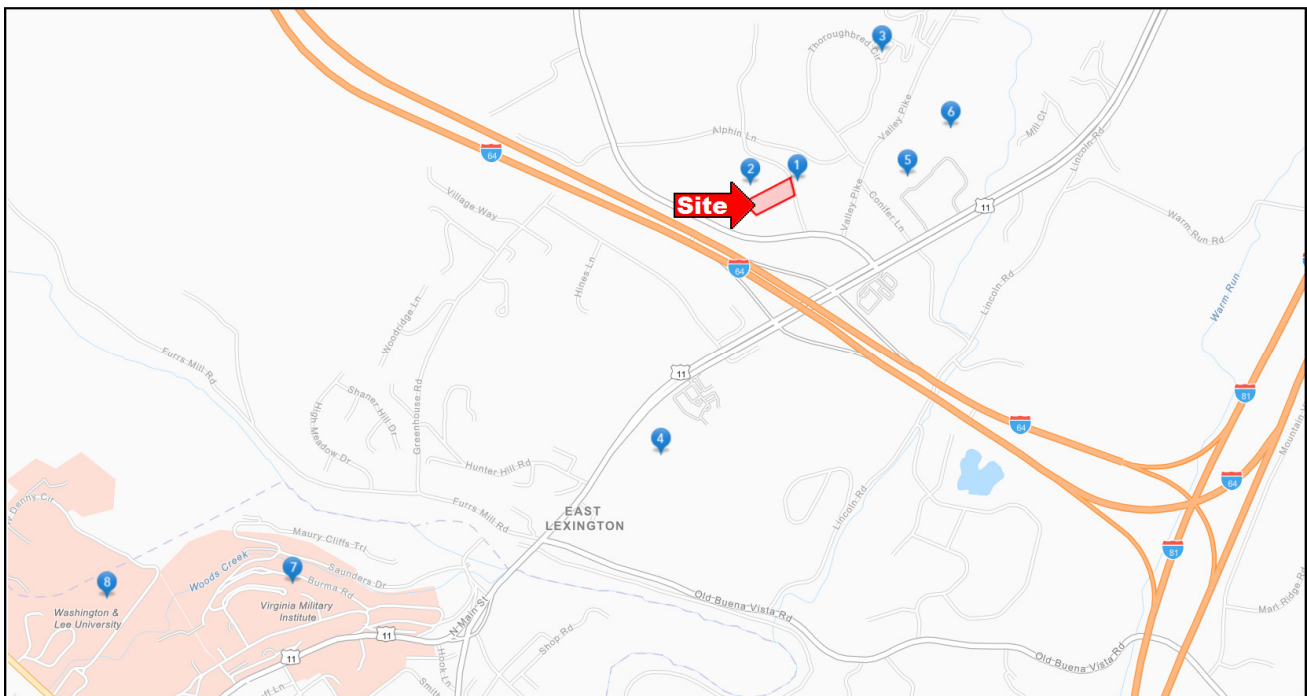 Thoroughbred Cir
3
Valley Pike
6
Mill Ct
Lincoln Rd
64
Alphin Ln
2
1
5
Site
Valley Pike
Conifer Ln
11
Warm Run Rd
Village Way
Hines Ln
64
Lincoln Rd
Warm Run
Woodridge Ln
Furrs Mill Rd
11
Shaner Hill Dr
High Meadow Dr
Greenhouse Rd
81
64
4
Hunter Hill Rd
Lincoln Rd
64
Denny Cir
Furrs Mill Rd
EAST
LEXINGTON
Maury Cliffs Trl
81
Woods Creek
7
Saunders Dr
Burma Rd
8
Washington &
Lee University
Virginia Military
Institute
11
N Main St
Old Buena Vista Rd
Marl Ridge Rd
11
Shop Rd
Hook Ln
Old Buena Vista Rd